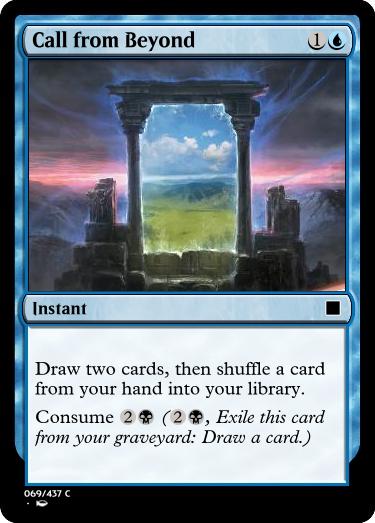 Call from Beyond 1
Instant
Draw two cards, then shuffle a card
from your hand into your library.
Consume 2 (2, Exile this card
from your graveyard: Draw a card.)
069/437 C